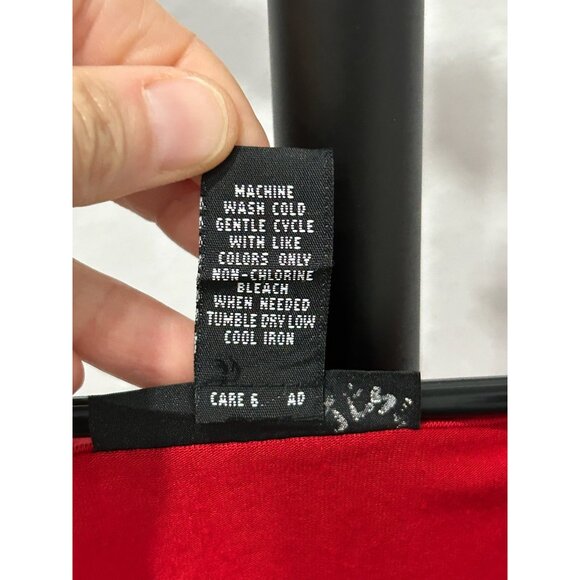 MACHINE
WASH COLD
GENTLE CYCLE
WITH LIKE
COLORS ONLY
NON-CHLORINE
BLEACH
WHEN NEEDED
TUMBLE DRY LOW
COOL IRON
CARE 6 AD